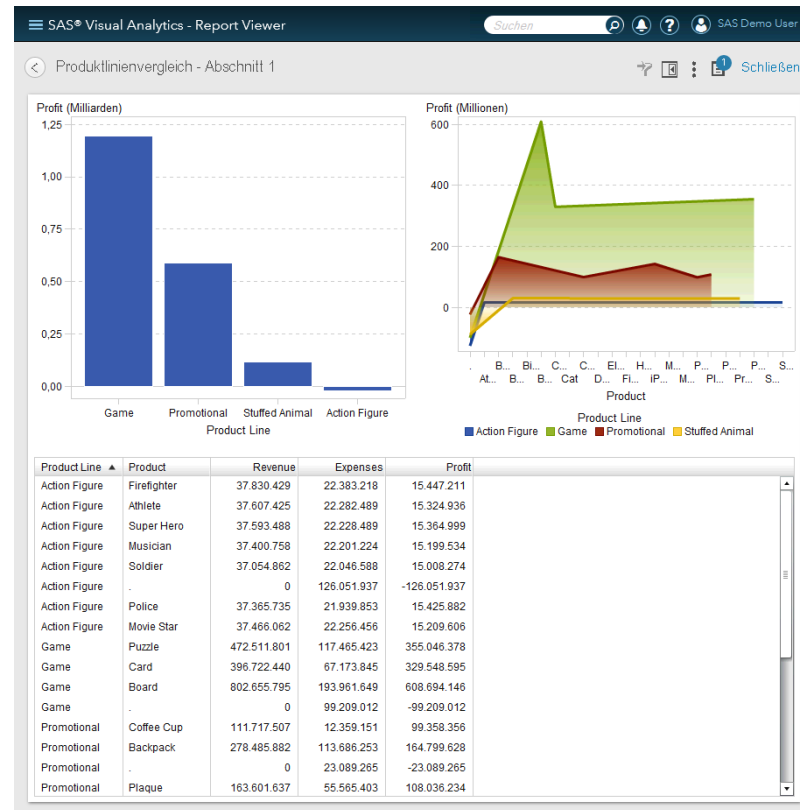 SAS® Visual Analytics - Report Viewer
Suchen
SAS Demo User
Produktlinienvergleich - Abschnitt 1
1
Schließen
Profit (Milliarden)
1,25
1,00
0,75
0,50
0,25
0,00
Game Promotional Stuffed Animal Action Figure
Product Line
Profit (Millionen)
600
400
200
0
. B... Bi... C... C... El... H... M... P... P... P... S...
At... B... B... Cat D... Fi... iP... M... Pl... Pr... S...
Product
Product Line
Action Figure Game Promotional Stuffed Animal
Product Line ▲ Product Revenue Expenses Profit
Action Figure Firefighter 37.830.429 22.383.218 15.447.211
Action Figure Athlete 37.607.425 22.282.489 15.324.936
Action Figure Super Hero 37.593.488 22.228.489 15.364.999
Action Figure Musician 37.400.758 22.201.224 15.199.534
Action Figure Soldier 37.054.862 22.046.588 15.008.274
Action Figure . 0 126.051.937 -126.051.937
Action Figure Police 37.365.735 21.939.853 15.425.882
Action Figure Movie Star 37.466.062 22.256.456 15.209.606
Game Puzzle 472.511.801 117.465.423 355.046.378
Game Card 396.722.440 67.173.845 329.548.595
Game Board 802.655.795 193.961.649 608.694.146
Game . 0 99.209.012 -99.209.012
Promotional Coffee Cup 111.717.507 12.359.151 99.358.356
Promotional Backpack 278.485.882 113.686.253 164.799.628
Promotional . 0 23.089.265 -23.089.265
Promotional Plaque 163.601.637 55.565.403 108.036.234